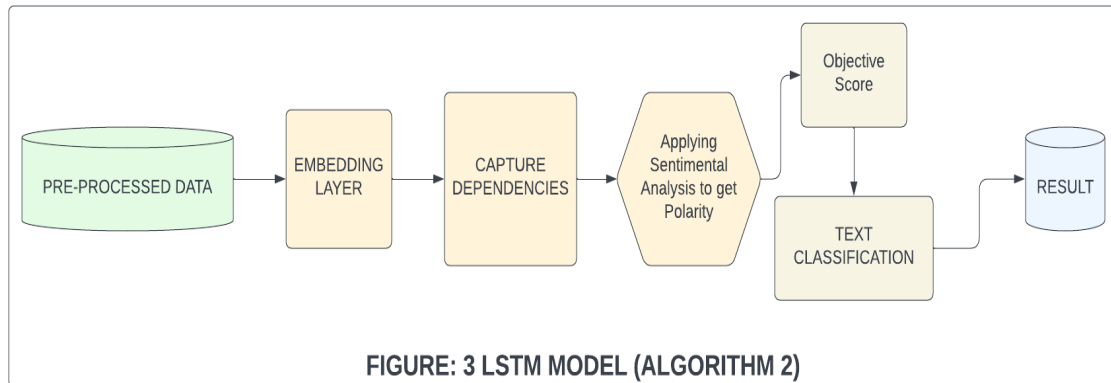 PRE-PROCESSED DATA
EMBEDDING
LAYER
CAPTURE
DEPENDENCIES
Applying
Sentimental
Analysis to get
Polarity
Objective
Score
TEXT
CLASSIFICATION
RESULT
FIGURE: 3 LSTM MODEL (ALGORITHM 2)